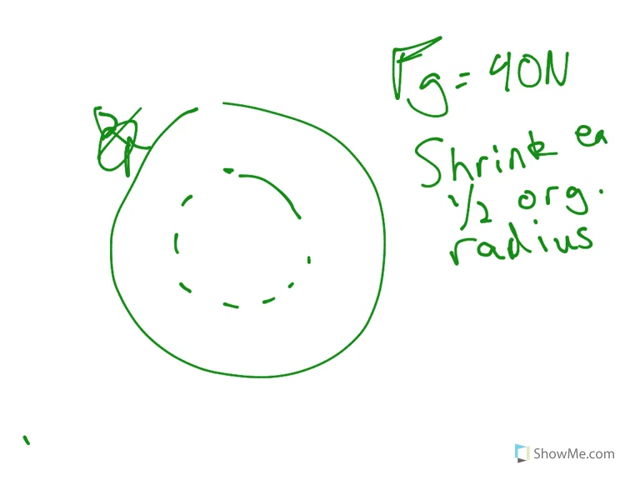 Fg = 40N
Shrink ea
1/2 org.
radius
ShowMe.com